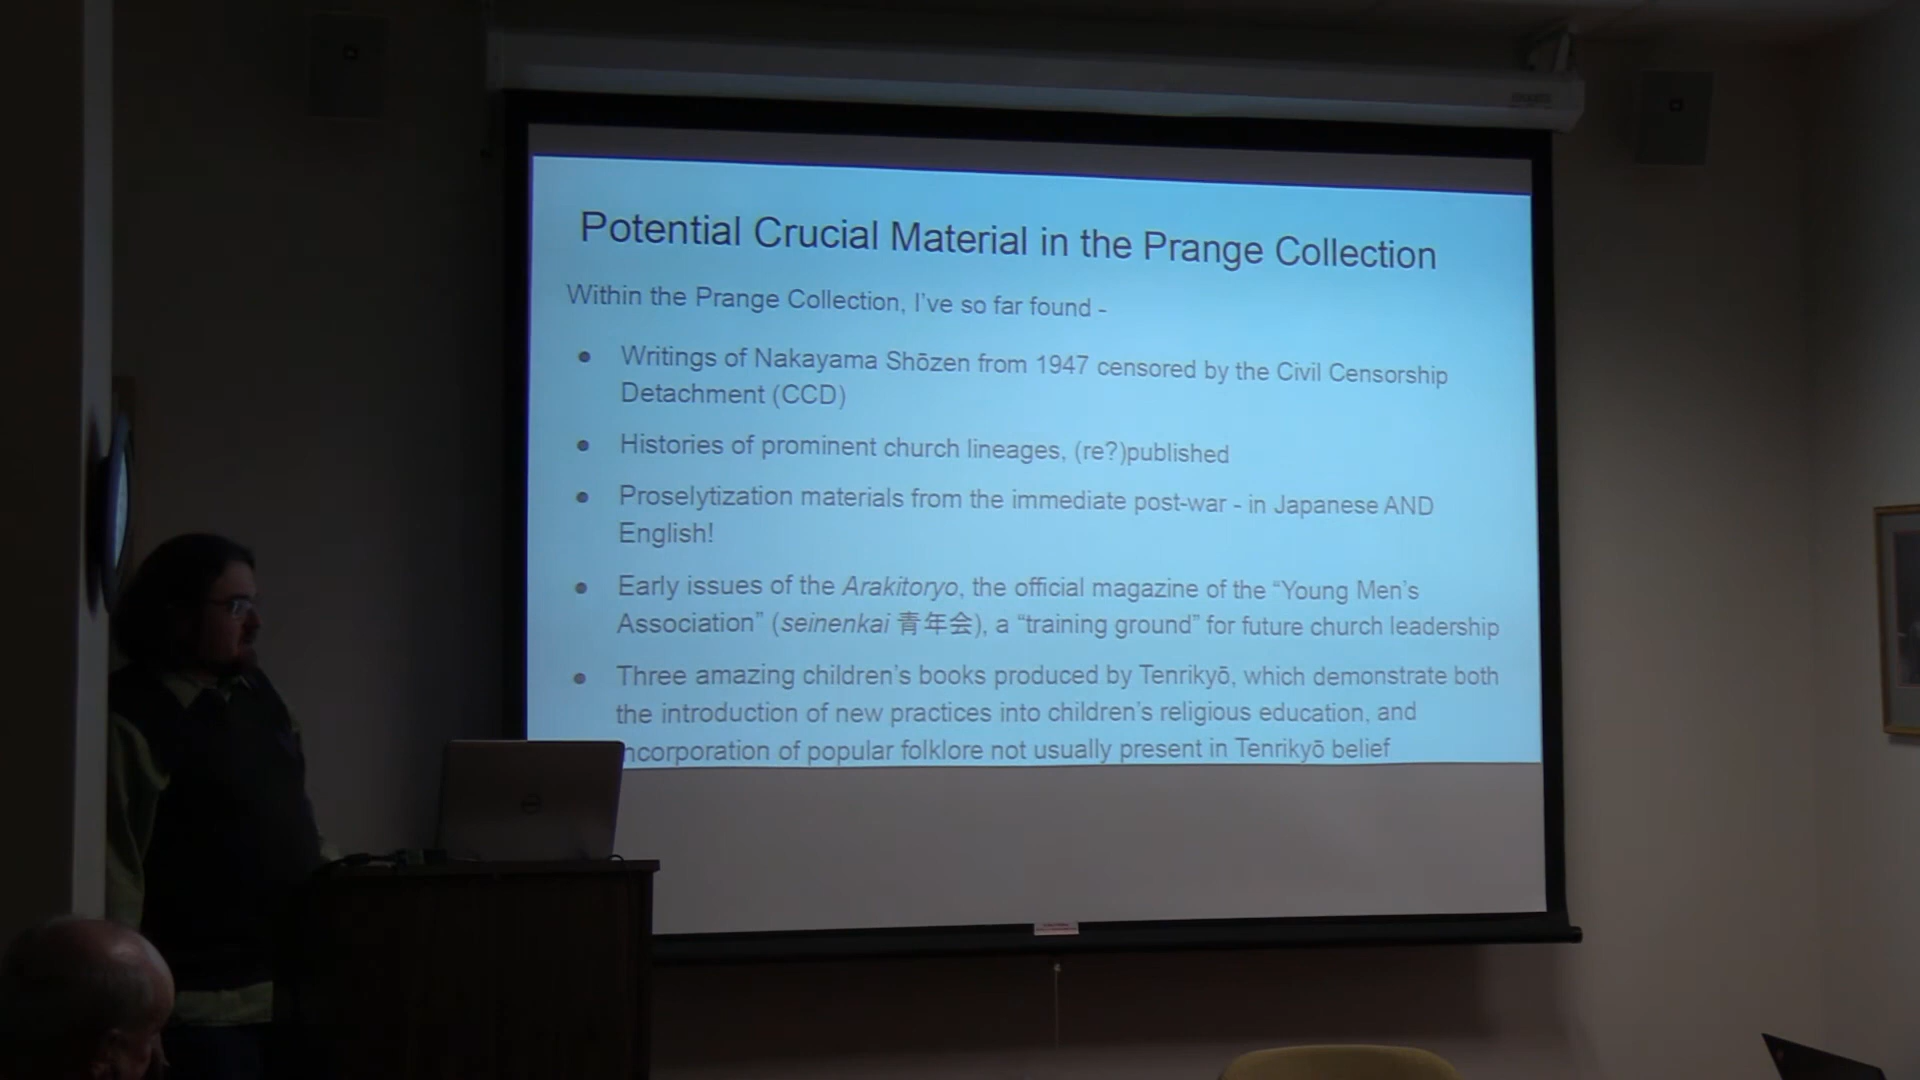 Potential Crucial Material in the Prange Collection
Within the Prange Collection, I've so far found -
● Writings of Nakayama Shōzen from 1947 censored by the Civil Censorship
Detachment (CCD)
● Histories of prominent church lineages, (re?)published
● Proselytization materials from the immediate post-war - in Japanese AND
English!
● Early issues of the Arakitoryo, the official magazine of the “Young Men's
Association” (seinenkai 青年会), a “training ground” for future church leadership
● Three amazing children's books produced by Tenrikyō, which demonstrate both
the introduction of new practices into children's religious education, and
ncorporation of popular folklore not usually present in Tenrikyō belief